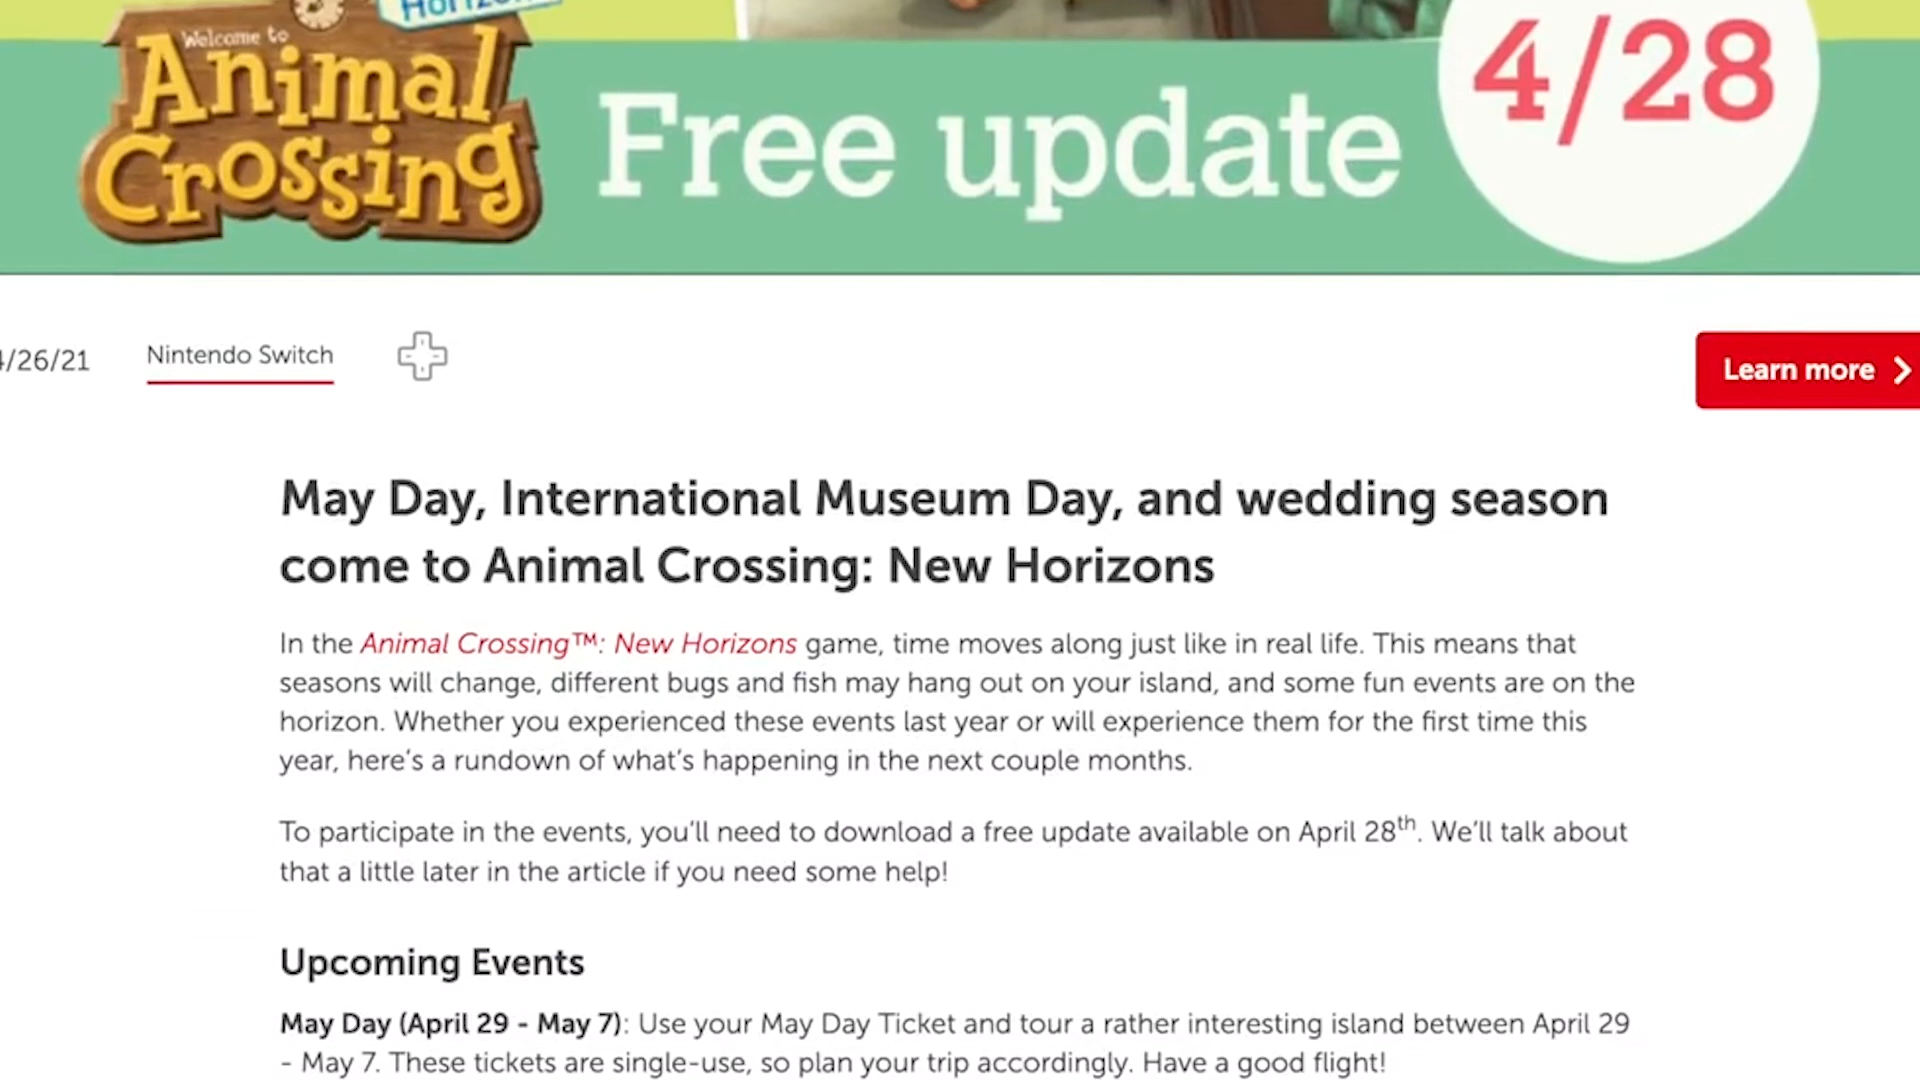 Horizons
Welcome to
Animal
Crossing
Free update
4/28
4/26/21
Nintendo Switch
Learn more
May Day, International Museum Day, and wedding season
come to Animal Crossing: New Horizons
In the Animal Crossing™: New Horizons game, time moves along just like in real life. This means that
seasons will change, different bugs and fish may hang out on your island, and some fun events are on the
horizon. Whether you experienced these events last year or will experience them for the first time this
year, here’s a rundown of what’s happening in the next couple months.
To participate in the events, you’ll need to download a free update available on April 28th. We’ll talk about
that a little later in the article if you need some help!
Upcoming Events
May Day (April 29 - May 7): Use your May Day Ticket and tour a rather interesting island between April 29
- May 7. These tickets are single-use, so plan your trip accordingly. Have a good flight!